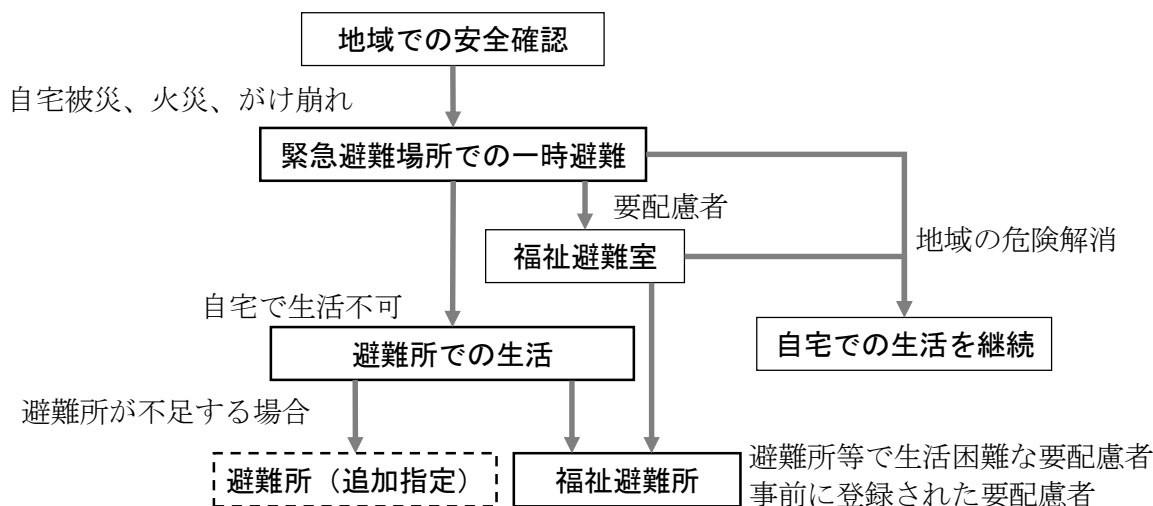 地域での安全確認
自宅被災、火災、がけ崩れ
緊急避難場所での一時避難
要配慮者
福祉避難室
地域の危険解消
自宅で生活不可
避難所での生活
自宅での生活を継続
避難所が不足する場合
避難所（追加指定）
福祉避難所
避難所等で生活困難な要配慮者
事前に登録された要配慮者